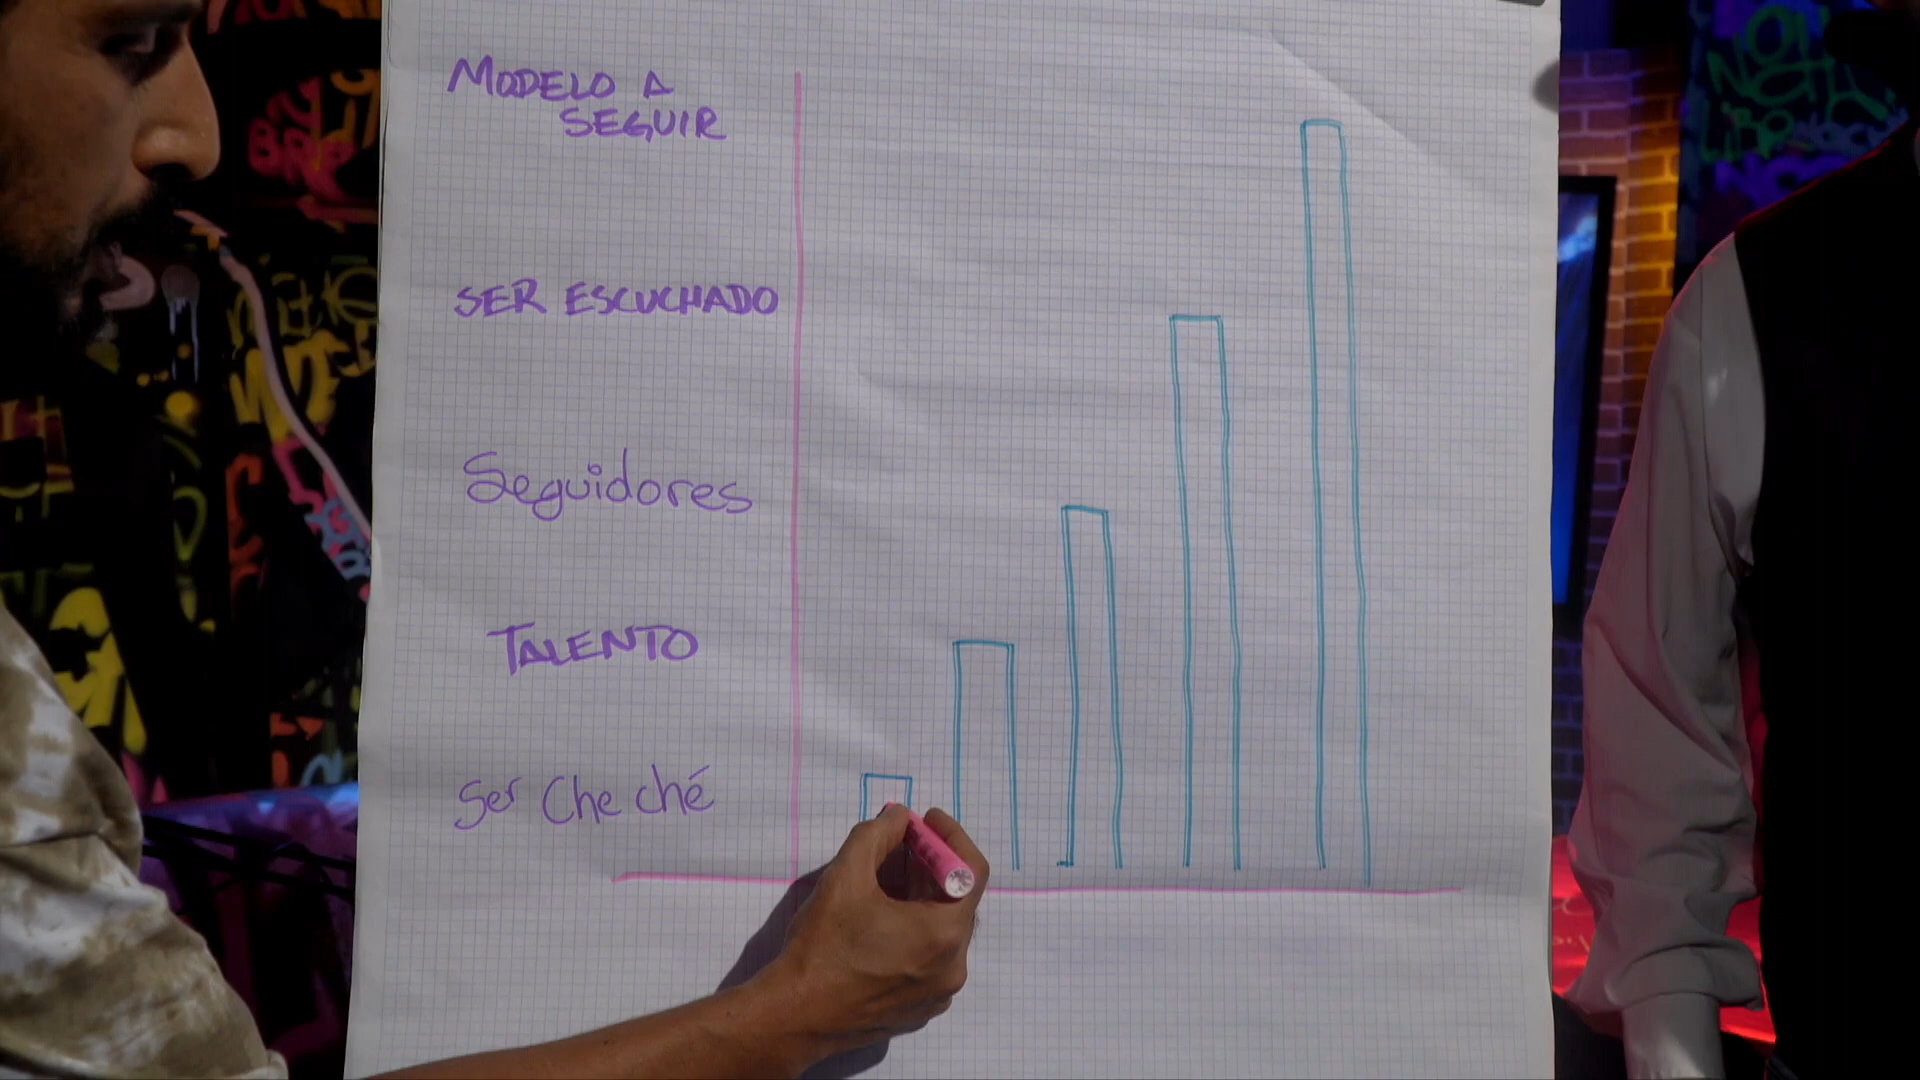 MODELO A
SEGUIR
SER ESCUCHADO
Seguidores
TALENTO
Ser Che ché